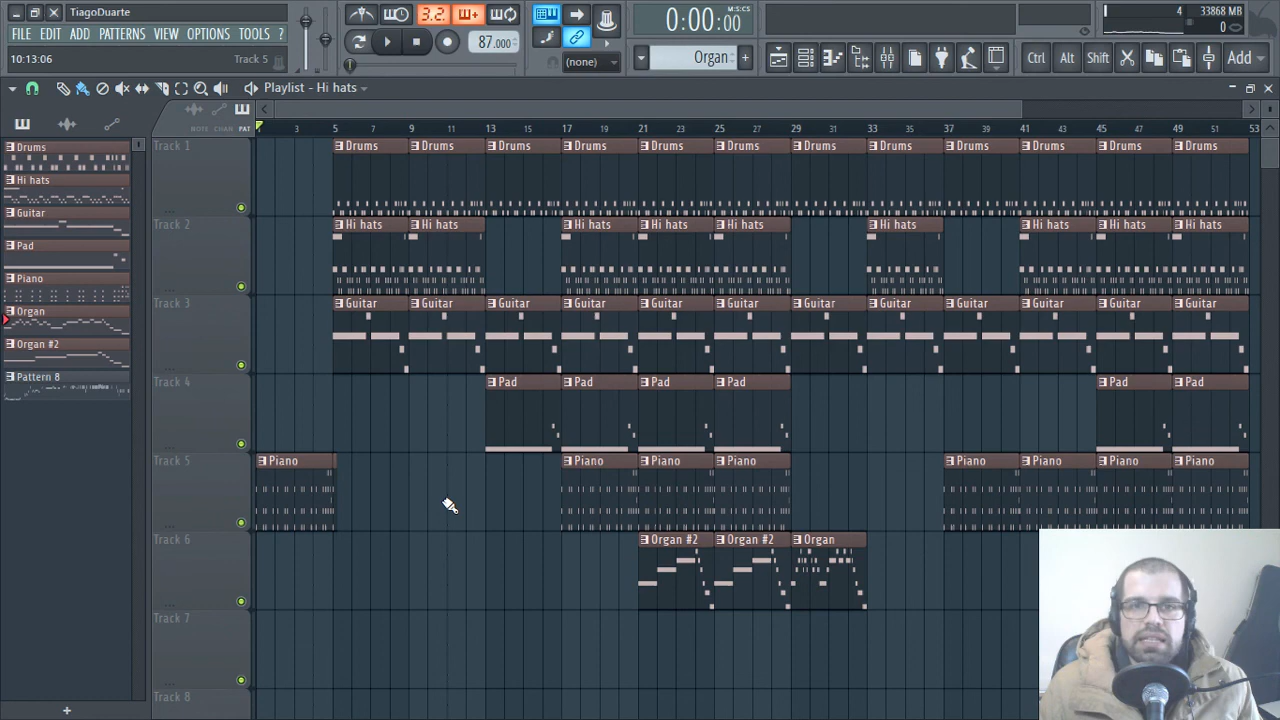 TiagoDuarte
FILE EDIT ADD PATTERNS VIEW OPTIONS TOOLS ?
10:13:06 Track 5
3.2.
87.000
(none)
0:00:00
M:S:CS
Organ
4 33868 MB
0
Ctrl Alt Shift Add
Playlist - Hi hats
NOTE CHAN PAT
1 3 5 7 9 11 13 15 17 19 21 23 25 27 29 31 33 35 37 39 41 43 45 47 49 51 53
Drums
Hi hats
Guitar
Pad
Piano
Organ
Organ #2
Pattern 8
Track 1
Drums Drums Drums Drums Drums Drums Drums Drums Drums Drums Drums Drums
Track 2
Hi hats Hi hats Hi hats Hi hats Hi hats Hi hats Hi hats Hi hats Hi hats
Track 3
Guitar Guitar Guitar Guitar Guitar Guitar Guitar Guitar Guitar Guitar Guitar Guitar
Track 4
Pad Pad Pad Pad Pad Pad
Track 5
Piano Piano Piano Piano Piano Piano Piano Piano
Track 6
Organ #2 Organ #2 Organ
Track 7
Track 8